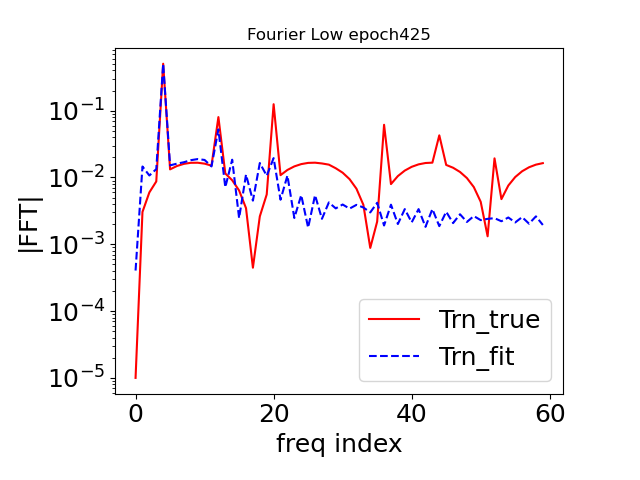 Fourier Low epoch425
|FFT|
10⁻¹
10⁻²
10⁻³
10⁻⁴
10⁻⁵
Trn_true
Trn_fit
0 20 40 60
freq index